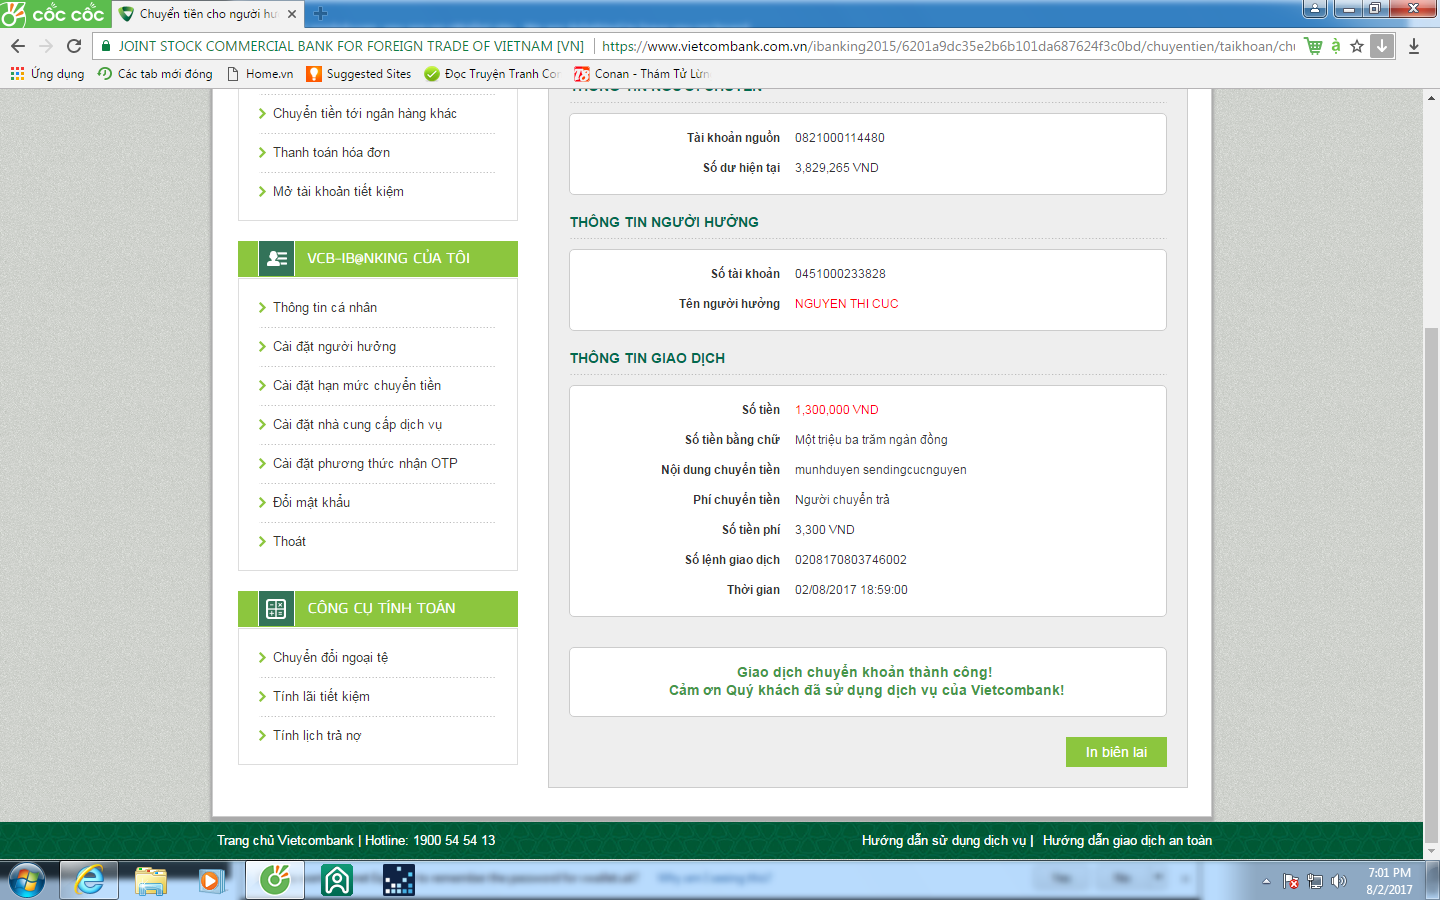 cốc cốc
Chuyển tiền cho người hư
JOINT STOCK COMMERCIAL BANK FOR FOREIGN TRADE OF VIETNAM [VN] https://www.vietcombank.com.vn/ibanking2015/6201a9dc35e2b6b101da687624f3c0bd/chuyentien/taikhoan/chu
Ứng dụng Các tab mới đóng Home.vn Suggested Sites Đọc Truyện Tranh Con Conan - Thám Tử Lừn
Chuyển tiền tới ngân hàng khác
Thanh toán hóa đơn
Mở tài khoản tiết kiệm
VCB-IB@NKING CỦA TÔI
Thông tin cá nhân
Cài đặt người hưởng
Cài đặt hạn mức chuyển tiền
Cài đặt nhà cung cấp dịch vụ
Cài đặt phương thức nhận OTP
Đổi mật khẩu
Thoát
CÔNG CỤ TÍNH TOÁN
Chuyển đổi ngoại tệ
Tính lãi tiết kiệm
Tính lịch trả nợ
THÔNG TIN NGƯỜI CHUYỂN
Tài khoản nguồn 0821000114480
Số dư hiện tại 3,829,265 VND
THÔNG TIN NGƯỜI HƯỞNG
Số tài khoản 0451000233828
Tên người hưởng NGUYEN THI CUC
THÔNG TIN GIAO DỊCH
Số tiền 1,300,000 VND
Số tiền bằng chữ Một triệu ba trăm ngàn đồng
Nội dung chuyển tiền munhduyen sendingcucnguyen
Phí chuyển tiền Người chuyển trả
Số tiền phí 3,300 VND
Số lệnh giao dịch 0208170803746002
Thời gian 02/08/2017 18:59:00
Giao dịch chuyển khoản thành công!
Cảm ơn Quý khách đã sử dụng dịch vụ của Vietcombank!
In biên lai
Trang chủ Vietcombank | Hotline: 1900 54 54 13
Hướng dẫn sử dụng dịch vụ | Hướng dẫn giao dịch an toàn
7:01 PM
8/2/2017